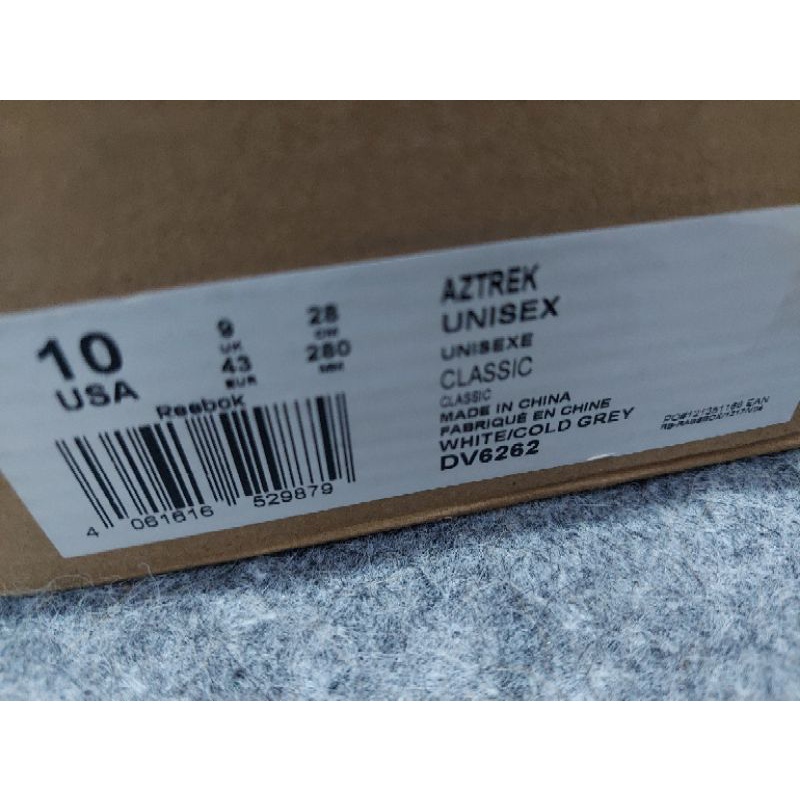 10
USA
9
UK
43
EUR
28
CM
280
MM
Reebok
4 061616 529879
AZTREK
UNISEX
UNISEXE
CLASSIC
CLASSIC
MADE IN CHINA
FABRIQUÉ EN CHINE
WHITE/COLD GREY
DV6262
EAN